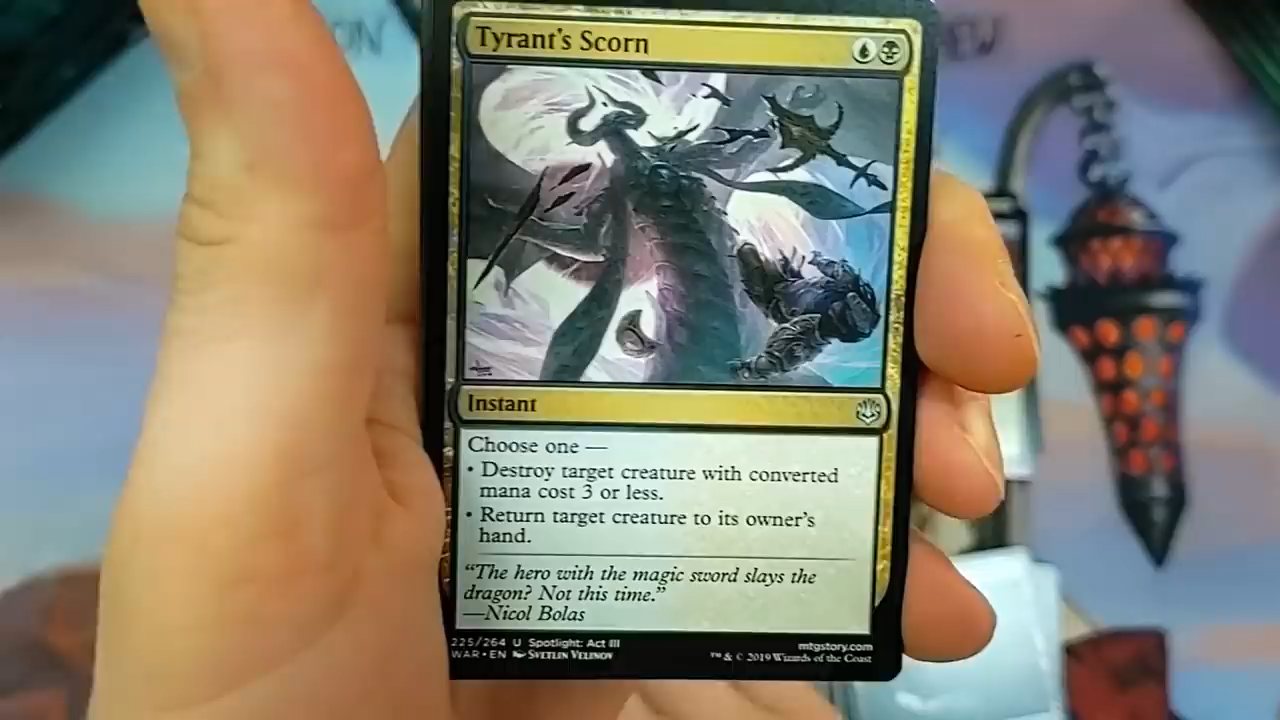 Tyrant's Scorn
Instant
Choose one —
• Destroy target creature with converted
mana cost 3 or less.
• Return target creature to its owner's
hand.
"The hero with the magic sword slays the
dragon? Not this time."
—Nicol Bolas
225/264 U Spotlight: Act III
mtgstory.com
WAR • EN Svetlin Velinov
™ & © 2019 Wizards of the Coast